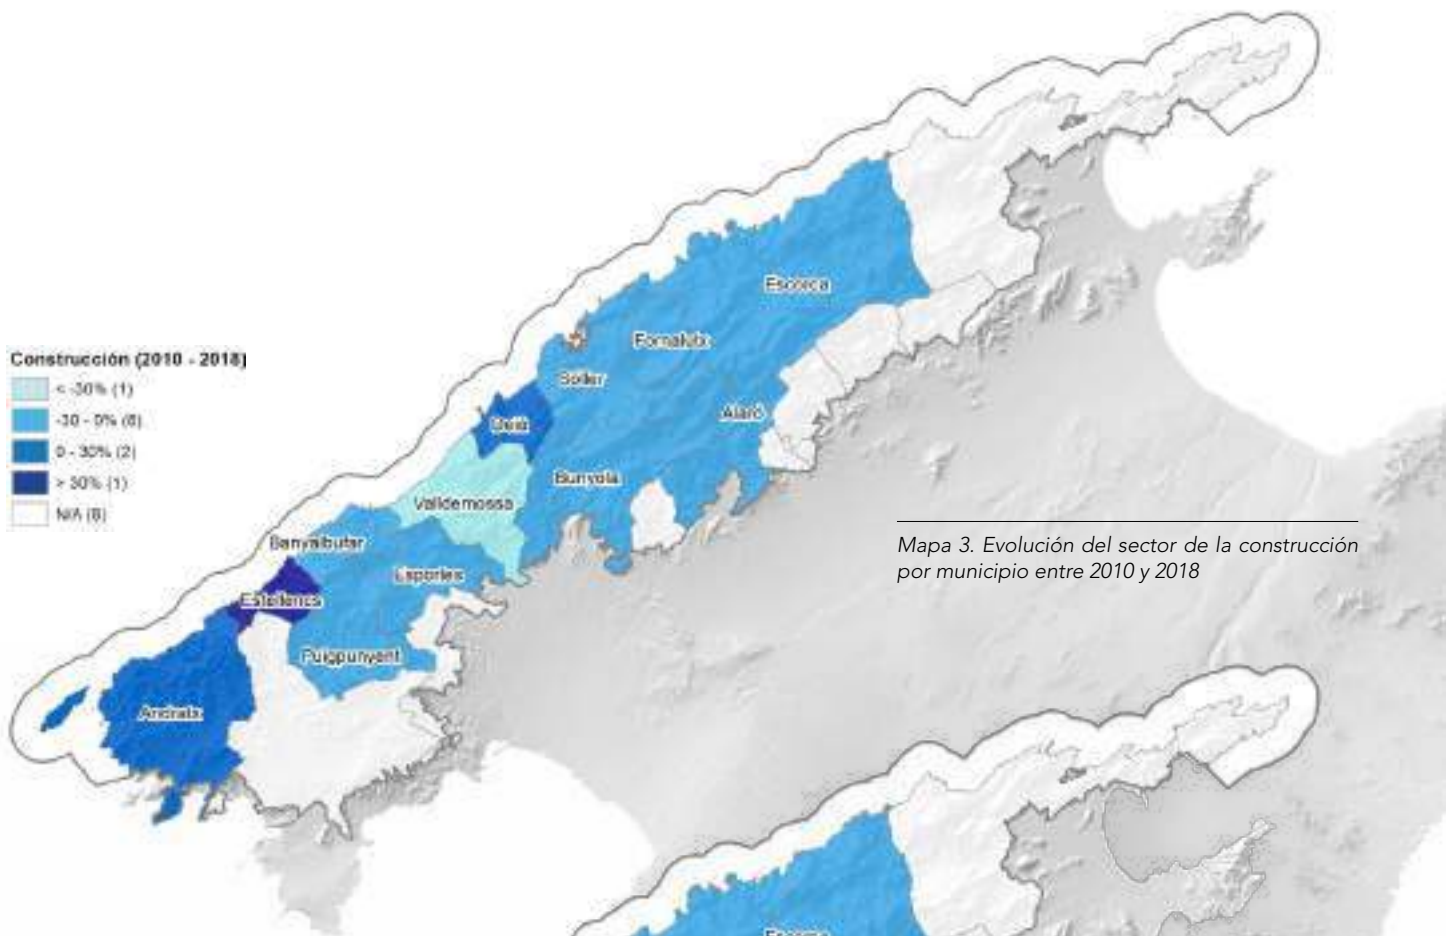 Escorca
Fornalutx
Construcción (2010 - 2018)
Sóller
< -30% (1)
Deià
Alaró
-30 - 0% (8)
0 - 30% (2)
Bunyola
> 30% (1)
Valldemossa
N/A (8)
Banyalbufar
Mapa 3. Evolución del sector de la construcción
por municipio entre 2010 y 2018
Esporles
Estellencs
Puigpunyent
Andratx